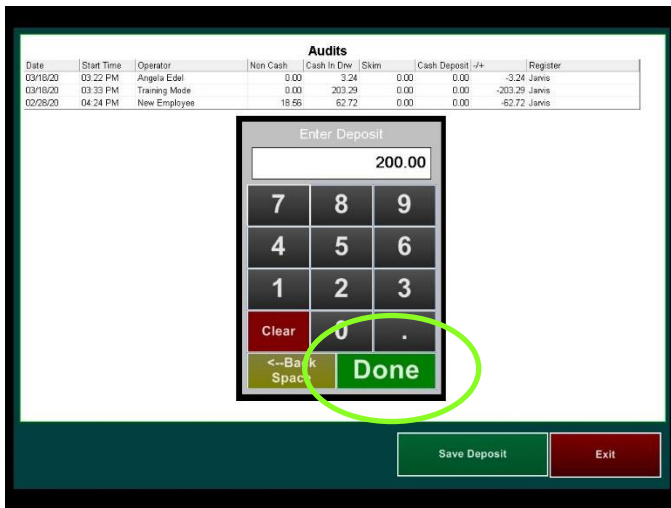 Audits
Date Start Time Operator Non Cash Cash In Drw Skim Cash Deposit -/+ Register
03/18/20 03:22 PM Angela Edel 0.00 3.24 0.00 0.00 -3.24 Jarvis
03/18/20 03:33 PM Training Mode 0.00 203.29 0.00 0.00 -203.29 Jarvis
02/28/20 04:24 PM New Employee 18.56 62.72 0.00 0.00 -62.72 Jarvis
Enter Deposit
200.00
7 8 9
4 5 6
1 2 3
Clear 0 .
<--Back Space Done
Save Deposit Exit